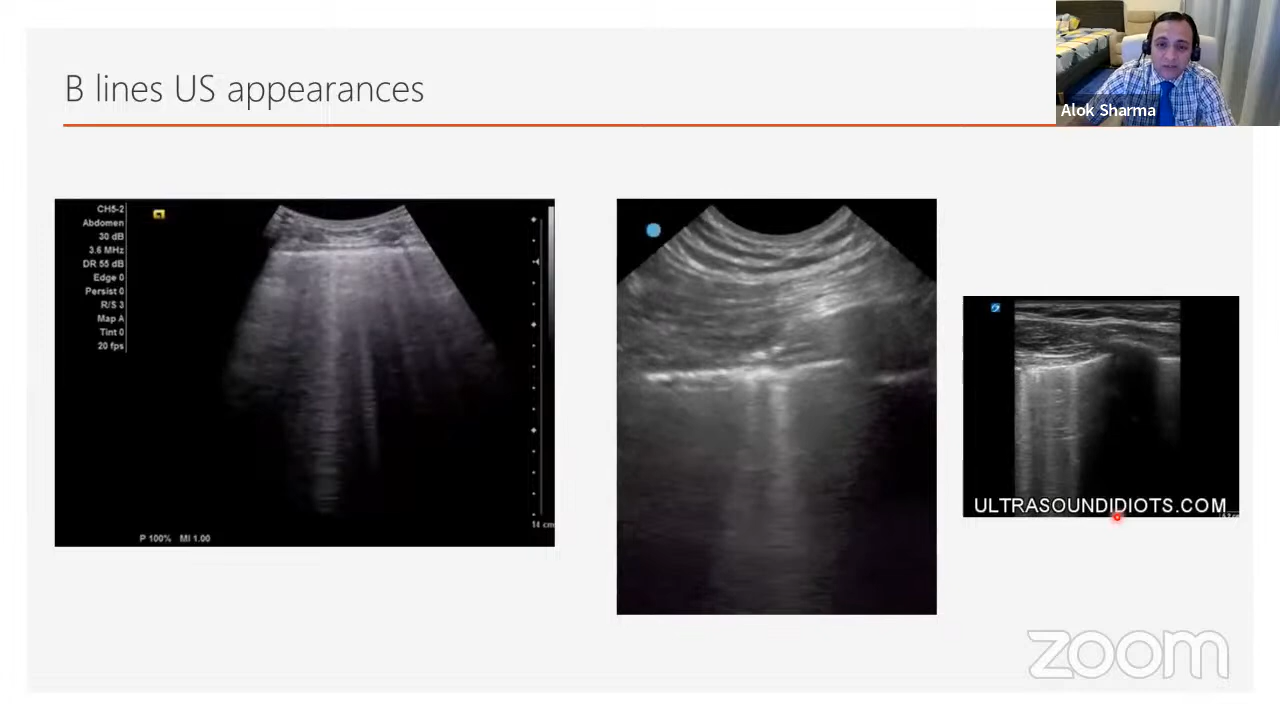 B lines US appearances
Alok Sharma
CH5-2
Abdomen
30 dB
3.6 MHz
DR 55 dB
Edge 0
Persist 0
R/S 3
Map A
Tint 0
20 fps
14 cm
P 100% MI 1.00
ULTRASOUNDIDIOTS.COM
zoom